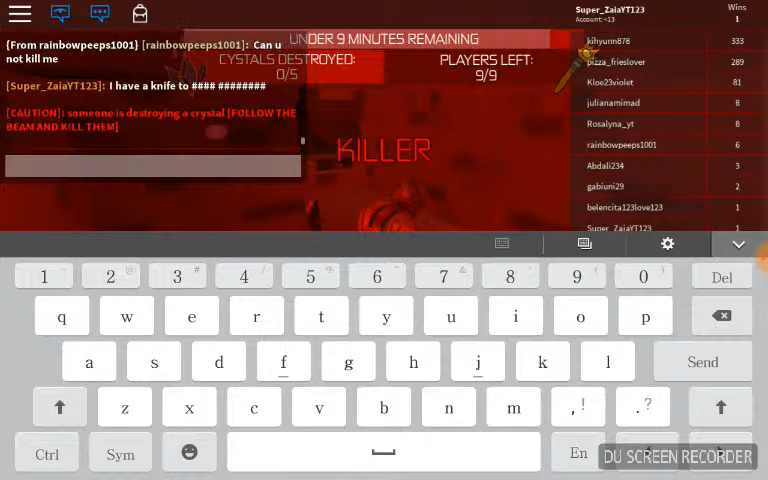 Super_ZaiaYT123
Account: <13
Wins
1
{From rainbowpeeps1001} [rainbowpeeps1001]: Can u
not kill me
[Super_ZaiaYT123]: I have a knife to #### ########
[CAUTION]: someone is destroying a crystal [FOLLOW THE
BEAM AND KILL THEM]
UNDER 9 MINUTES REMAINING
CYSTALS DESTROYED:
0/5
PLAYERS LEFT:
9/9
KILLER
kihyunn878 333
pizza_frieslover 289
Kloe23violet 81
julianamimad 8
Rosalyna_yt 8
rainbowpeeps1001 6
Abdali234 3
gabiuni29 2
belencita123love123 1
Super_ZaiaYT123 1
1 2 @ 3 # 4 / 5 % 6 ^ 7 & 8 * 9 ( 0 ) Del
q w e r t y u i o p
a s d f g h j k l Send
z x c v b n m , ! . ?
Ctrl Sym En
DU SCREEN RECORDER